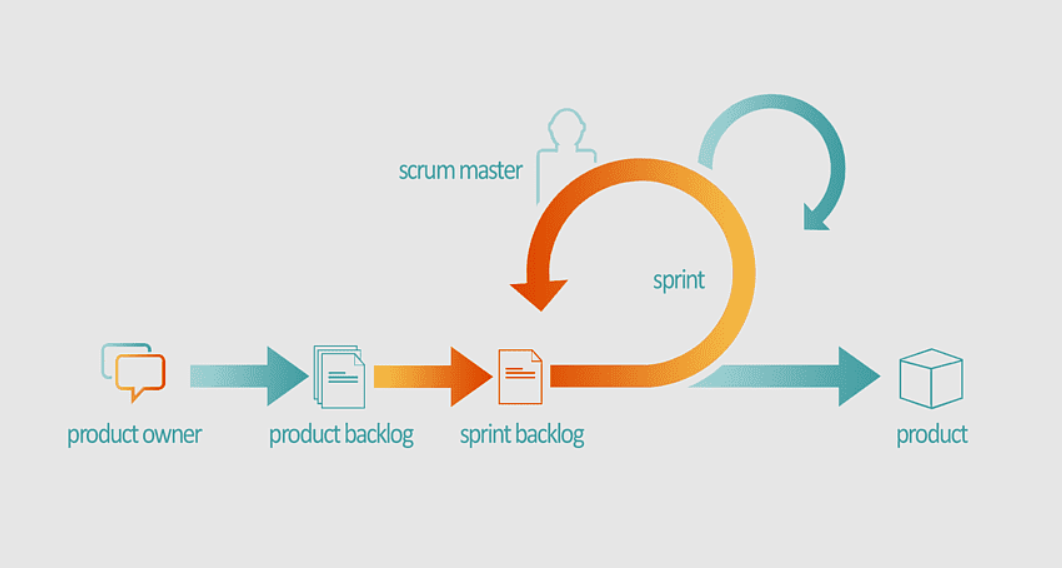 scrum master
sprint
product owner
product backlog
sprint backlog
product